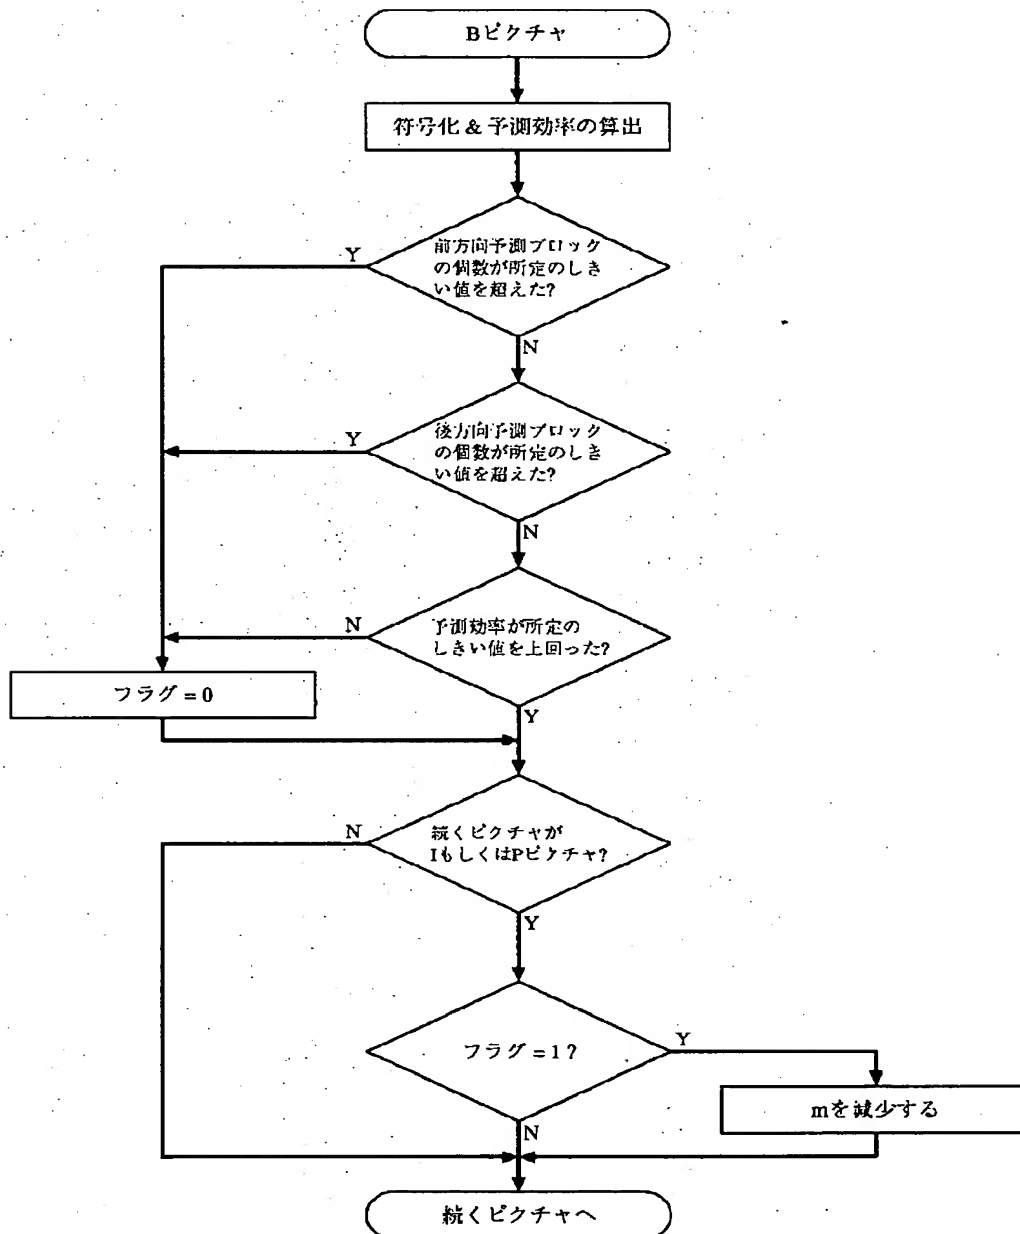 Bピクチャ
符号化 & 予測効率の算出
前方向予測ブロック
の個数が所定のしき
い値を超えた?
Y
N
後方向予測ブロック
の個数が所定のしき
い値を超えた?
Y
N
予測効率が所定の
しきい値を上回った?
N
フラグ = 0
Y
続くピクチャが
IもしくはPピクチャ?
N
Y
フラグ = 1 ?
Y
mを減少する
N
続くピクチャへ